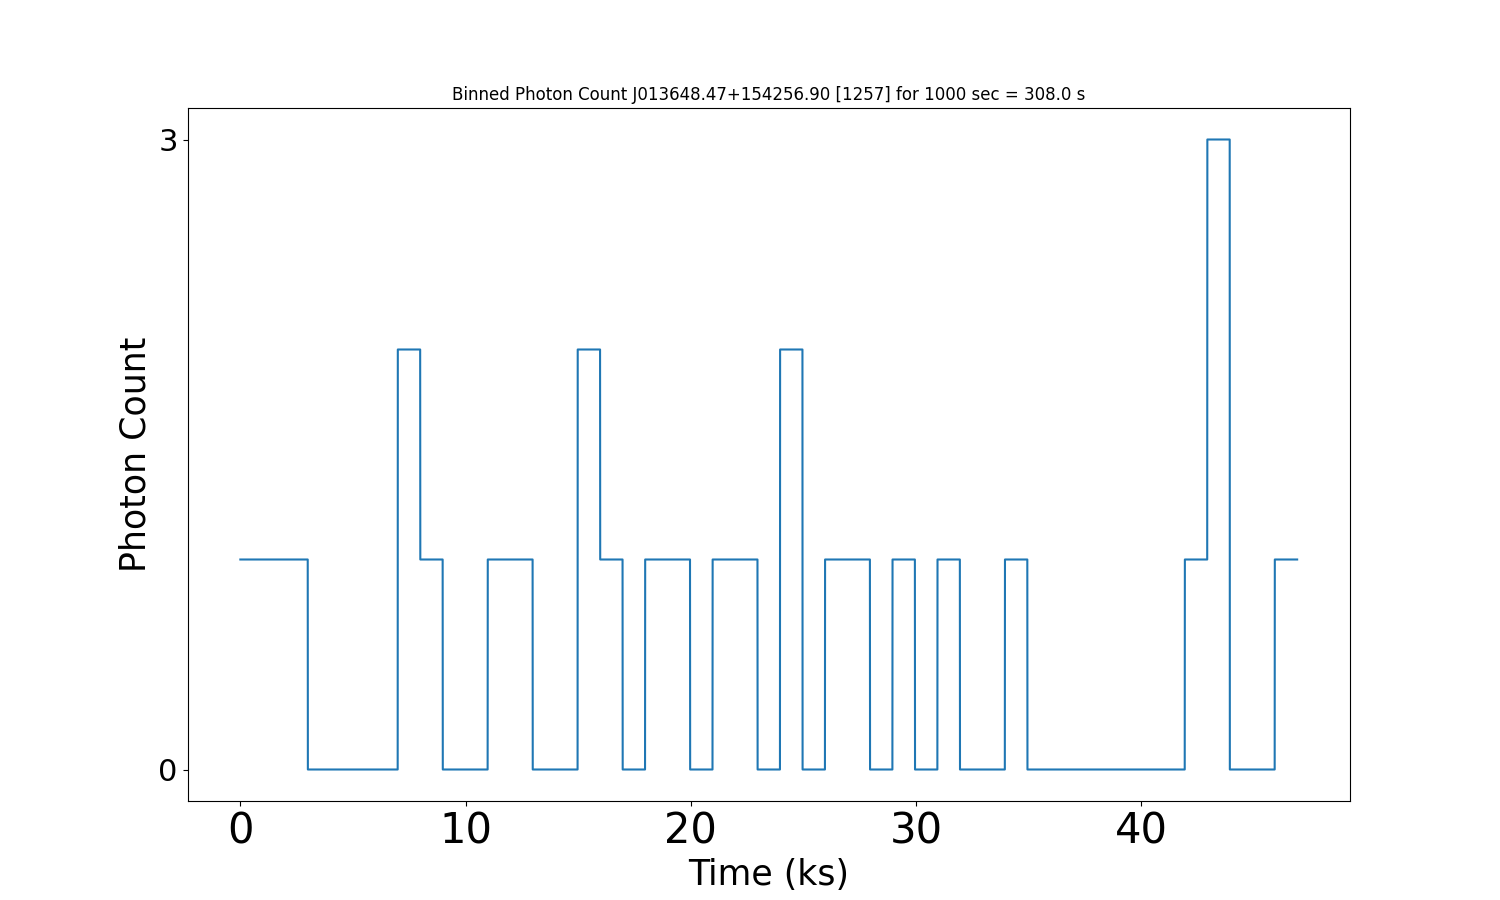 Binned Photon Count J013648.47+154256.90 [1257] for 1000 sec = 308.0 s
3
Photon Count
0
0 10 20 30 40
Time (ks)